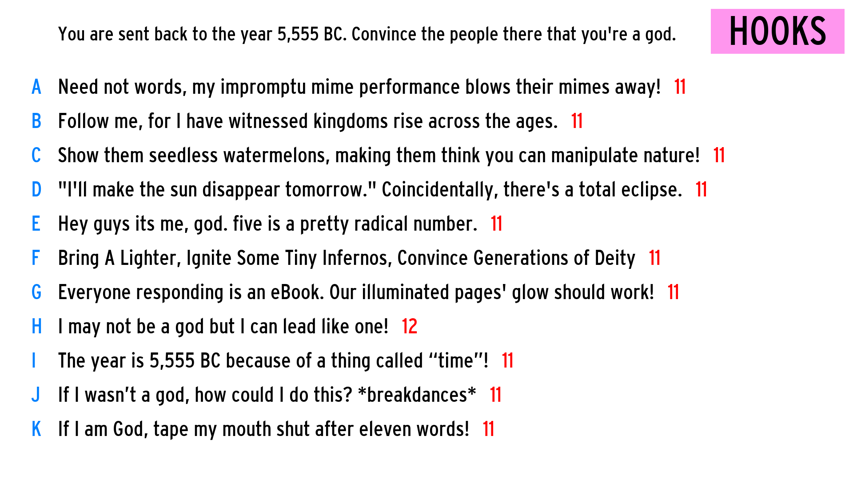 You are sent back to the year 5,555 BC. Convince the people there that you're a god.
HOOKS
A Need not words, my impromptu mime performance blows their mimes away! 11
B Follow me, for I have witnessed kingdoms rise across the ages. 11
C Show them seedless watermelons, making them think you can manipulate nature! 11
D "I'll make the sun disappear tomorrow." Coincidentally, there's a total eclipse. 11
E Hey guys its me, god. five is a pretty radical number. 11
F Bring A Lighter, Ignite Some Tiny Infernos, Convince Generations of Deity 11
G Everyone responding is an eBook. Our illuminated pages' glow should work! 11
H I may not be a god but I can lead like one! 12
I The year is 5,555 BC because of a thing called “time”! 11
J If I wasn’t a god, how could I do this? *breakdances* 11
K If I am God, tape my mouth shut after eleven words! 11